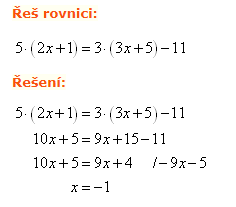 Řeš rovnici:
5·(2x+1)=3·(3x+5)−11
Řešení:
5·(2x+1)=3·(3x+5)−11
10x+5=9x+15−11
10x+5=9x+4 /−9x−5
x=−1